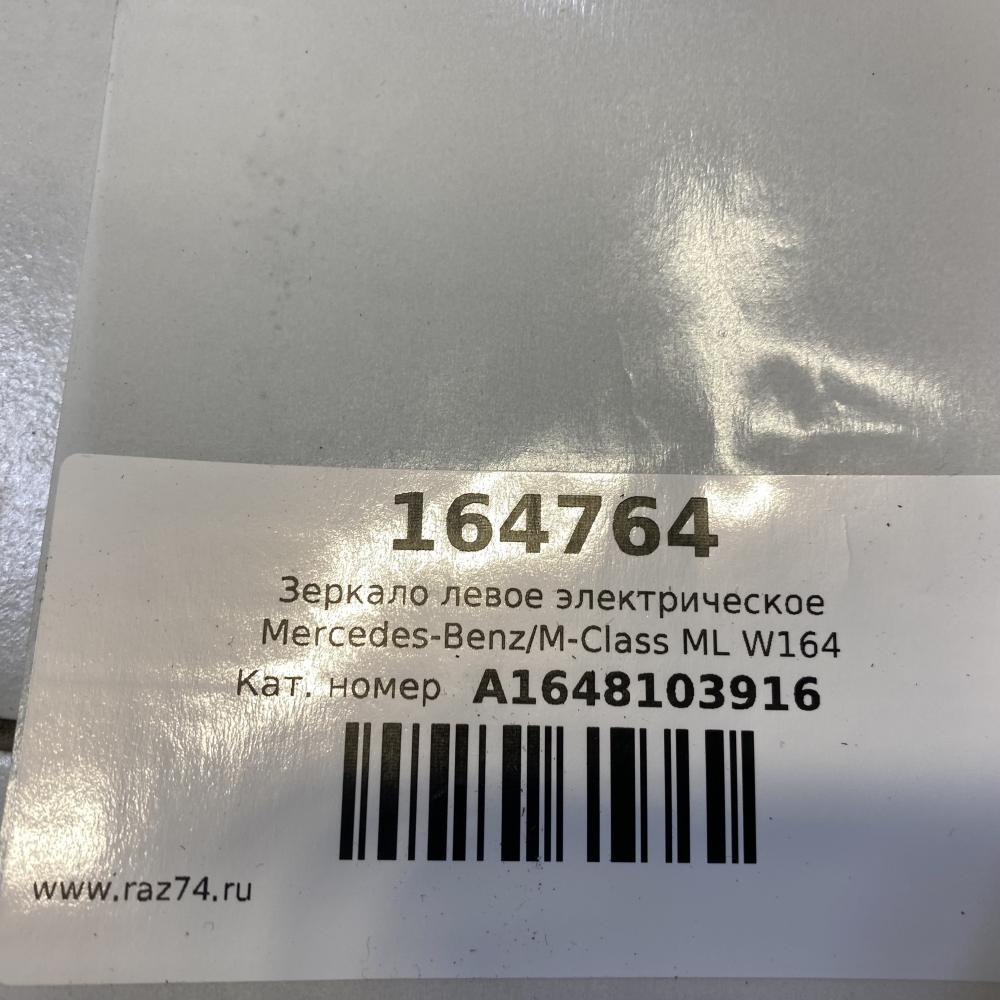 164764
Зеркало левое электрическое
Mercedes-Benz/M-Class ML W164
Кат. номер A1648103916
www.raz74.ru